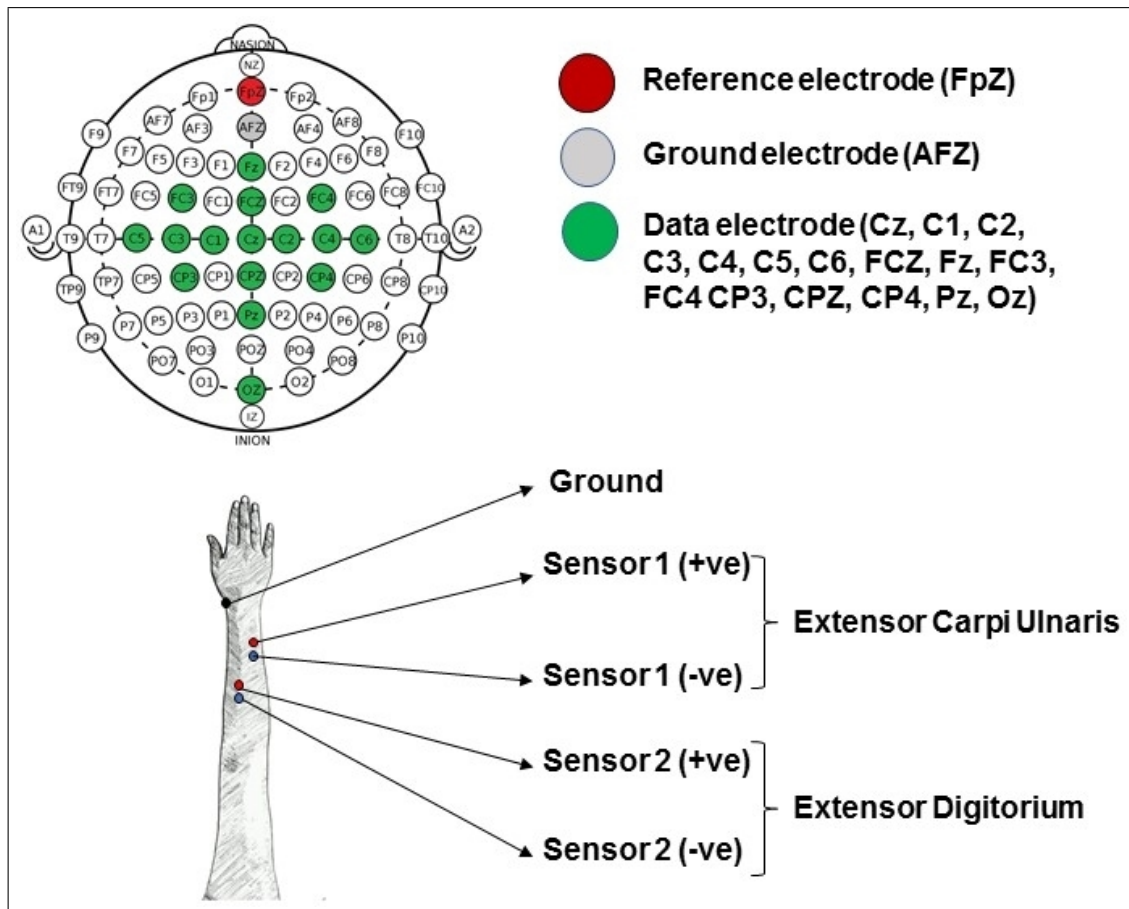 NASION
NZ
Fp1 FpZ Fp2
AF7 AF3 AFZ AF4 AF8
F9 F7 F5 F3 F1 Fz F2 F4 F6 F8 F10
FT9 FT7 FC5 FC3 FC1 FCZ FC2 FC4 FC6 FC8 FC10
A1 T9 T7 C5 C3 C1 Cz C2 C4 C6 T8 T10 A2
TP9 TP7 CP5 CP3 CP1 CPZ CP2 CP4 CP6 CP8 CP10
P9 P7 P5 P3 P1 Pz P2 P4 P6 P8 P10
PO7 PO3 POZ PO4 PO8
O1 OZ O2
IZ
INION
Reference electrode (FpZ)
Ground electrode (AFZ)
Data electrode (Cz, C1, C2,
C3, C4, C5, C6, FCZ, Fz, FC3,
FC4 CP3, CPZ, CP4, Pz, Oz)
Ground
Sensor 1 (+ve)
Extensor Carpi Ulnaris
Sensor 1 (-ve)
Sensor 2 (+ve)
Extensor Digitorium
Sensor 2 (-ve)